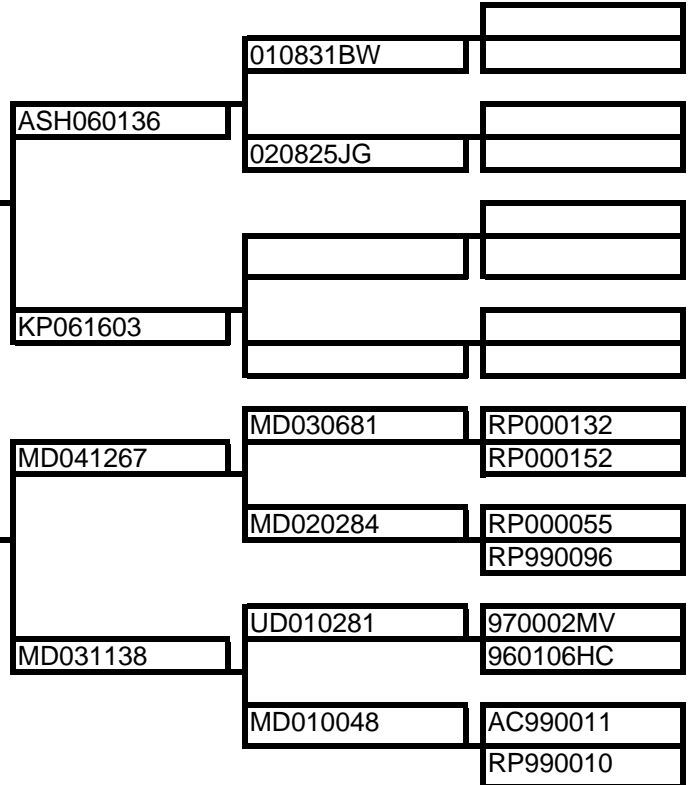 010831BW
ASH060136
020825JG
KP061603
MD030681 RP000132
MD041267 RP000152
MD020284 RP000055
RP990096
UD010281 970002MV
MD031138 960106HC
MD010048 AC990011
RP990010